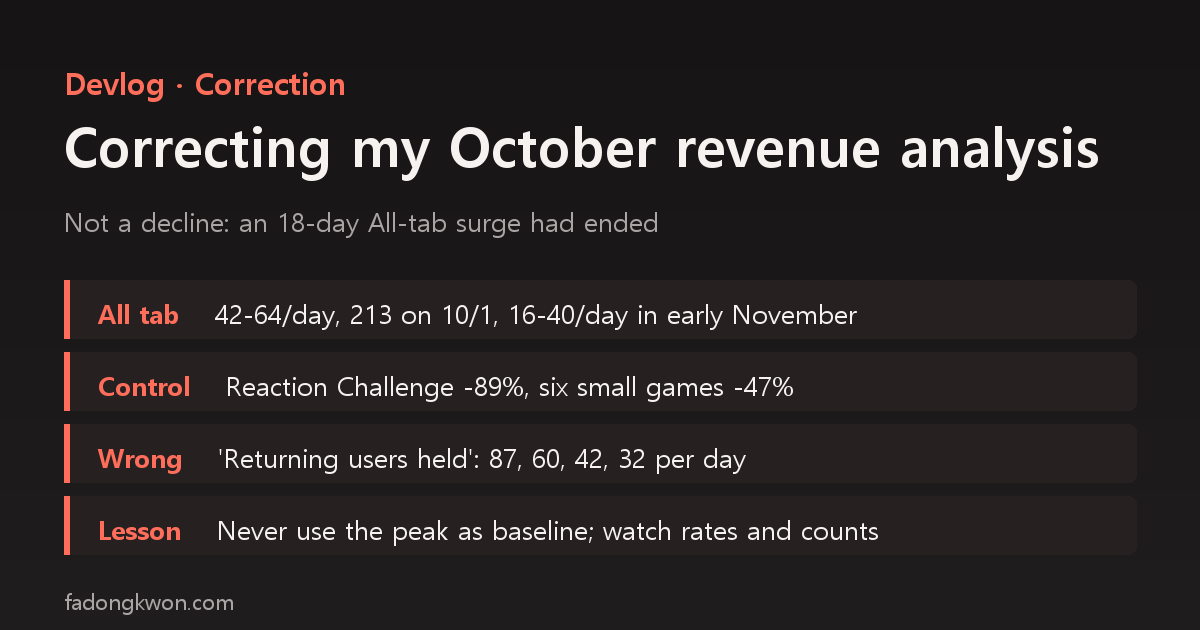 Devlog · Correction
Correcting my October revenue analysis
Not a decline: an 18-day All-tab surge had ended
All tab 42-64/day, 213 on 10/1, 16-40/day in early November
Control Reaction Challenge -89%, six small games -47%
Wrong 'Returning users held': 87, 60, 42, 32 per day
Lesson Never use the peak as baseline; watch rates and counts
fadongkwon.com